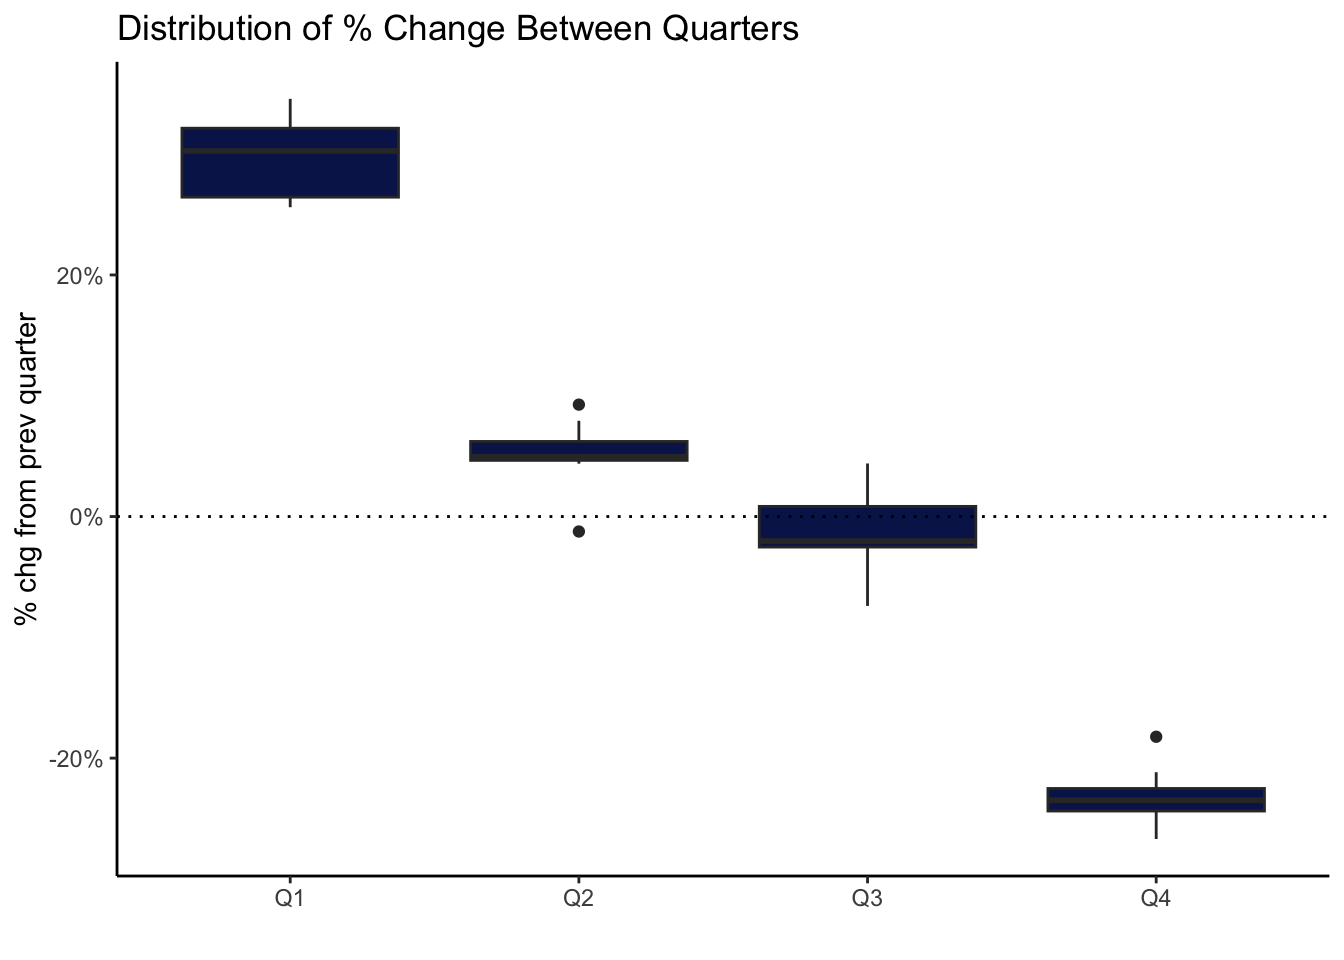 Distribution of % Change Between Quarters
% chg from prev quarter
20%
0%
-20%
Q1
Q2
Q3
Q4